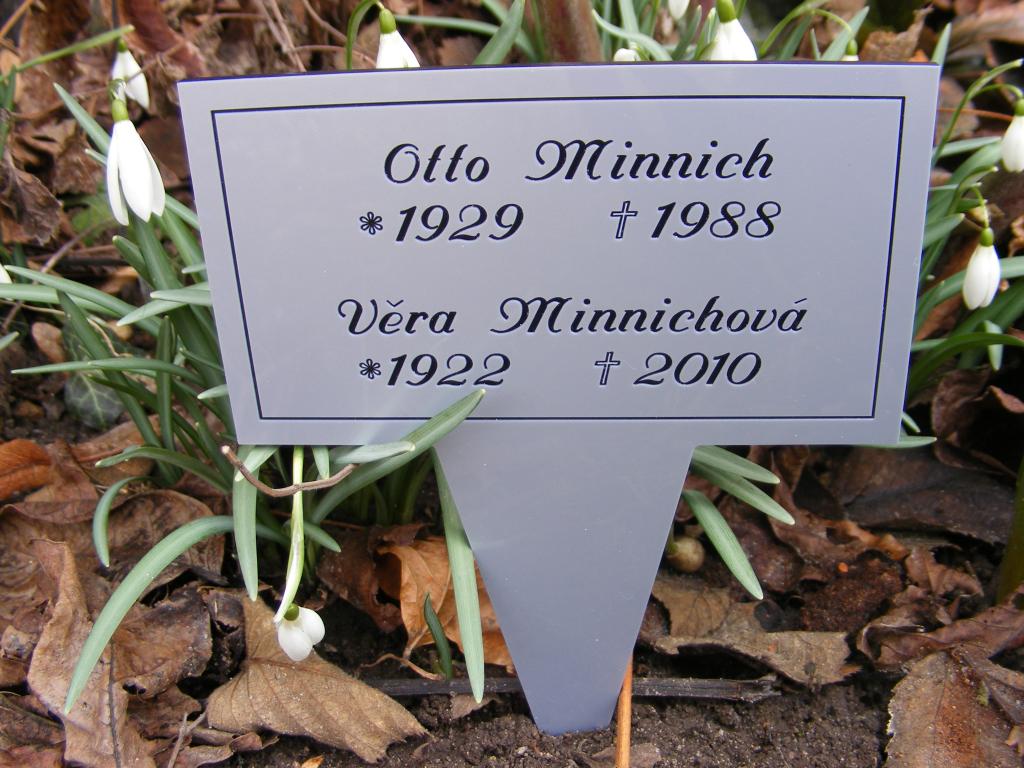 Otto Minnich
* 1929 † 1988
Věra Minnichová
* 1922 † 2010